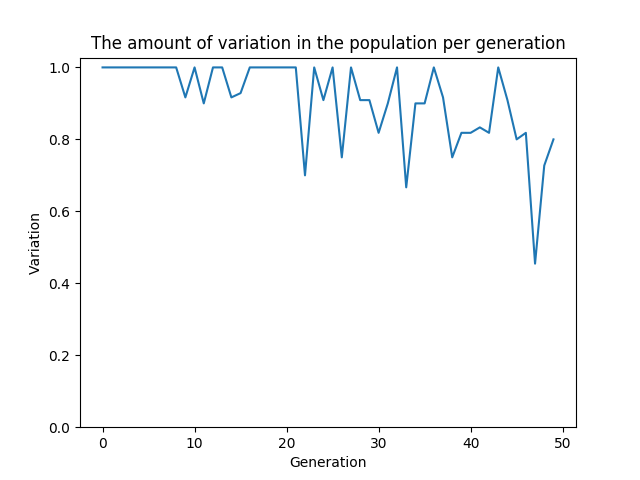 The amount of variation in the population per generation
1.0
0.8
0.6
0.4
0.2
0.0
Variation
0 10 20 30 40 50
Generation